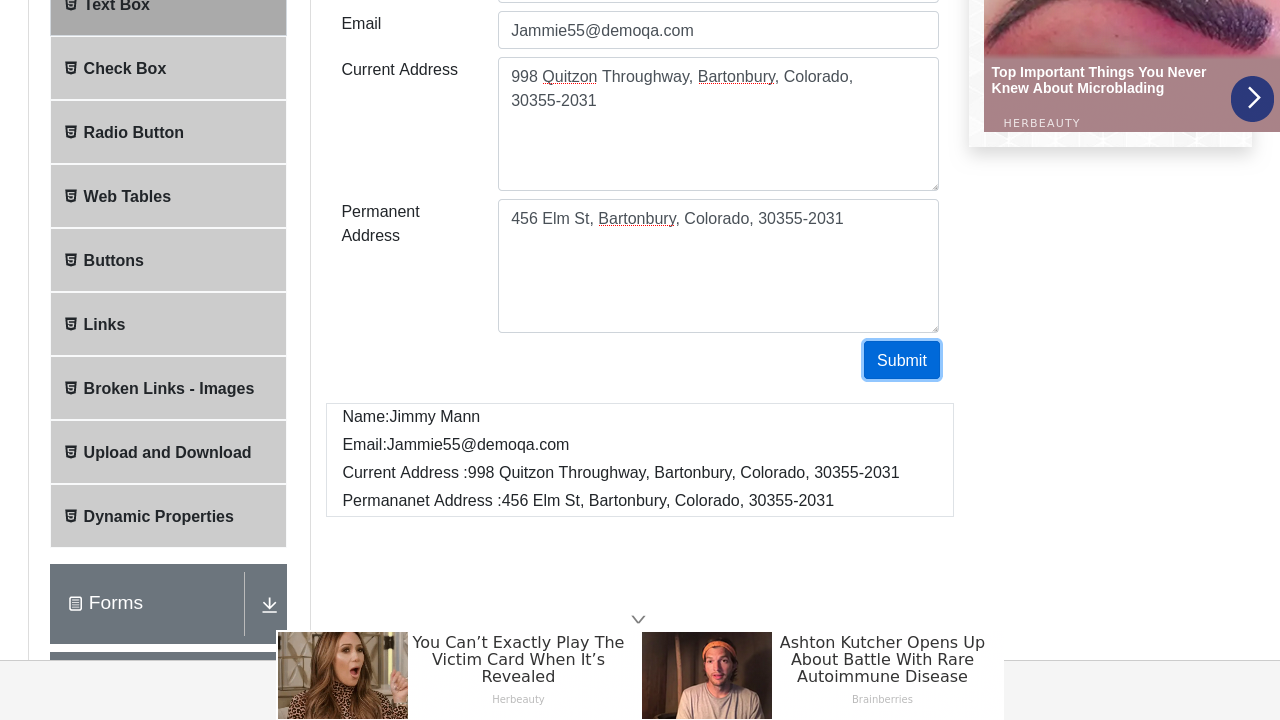 Text Box
Check Box
Radio Button
Web Tables
Buttons
Links
Broken Links - Images
Upload and Download
Dynamic Properties
Forms
Email
Jammie55@demoqa.com
Current Address
998 Quitzon Throughway, Bartonbury, Colorado,
30355-2031
Permanent
Address
456 Elm St, Bartonbury, Colorado, 30355-2031
Submit
Name:Jimmy Mann
Email:Jammie55@demoqa.com
Current Address :998 Quitzon Throughway, Bartonbury, Colorado, 30355-2031
Permananet Address :456 Elm St, Bartonbury, Colorado, 30355-2031
Top Important Things You Never
Knew About Microblading
HERBEAUTY
You Can’t Exactly Play The
Victim Card When It’s
Revealed
Herbeauty
Ashton Kutcher Opens Up
About Battle With Rare
Autoimmune Disease
Brainberries